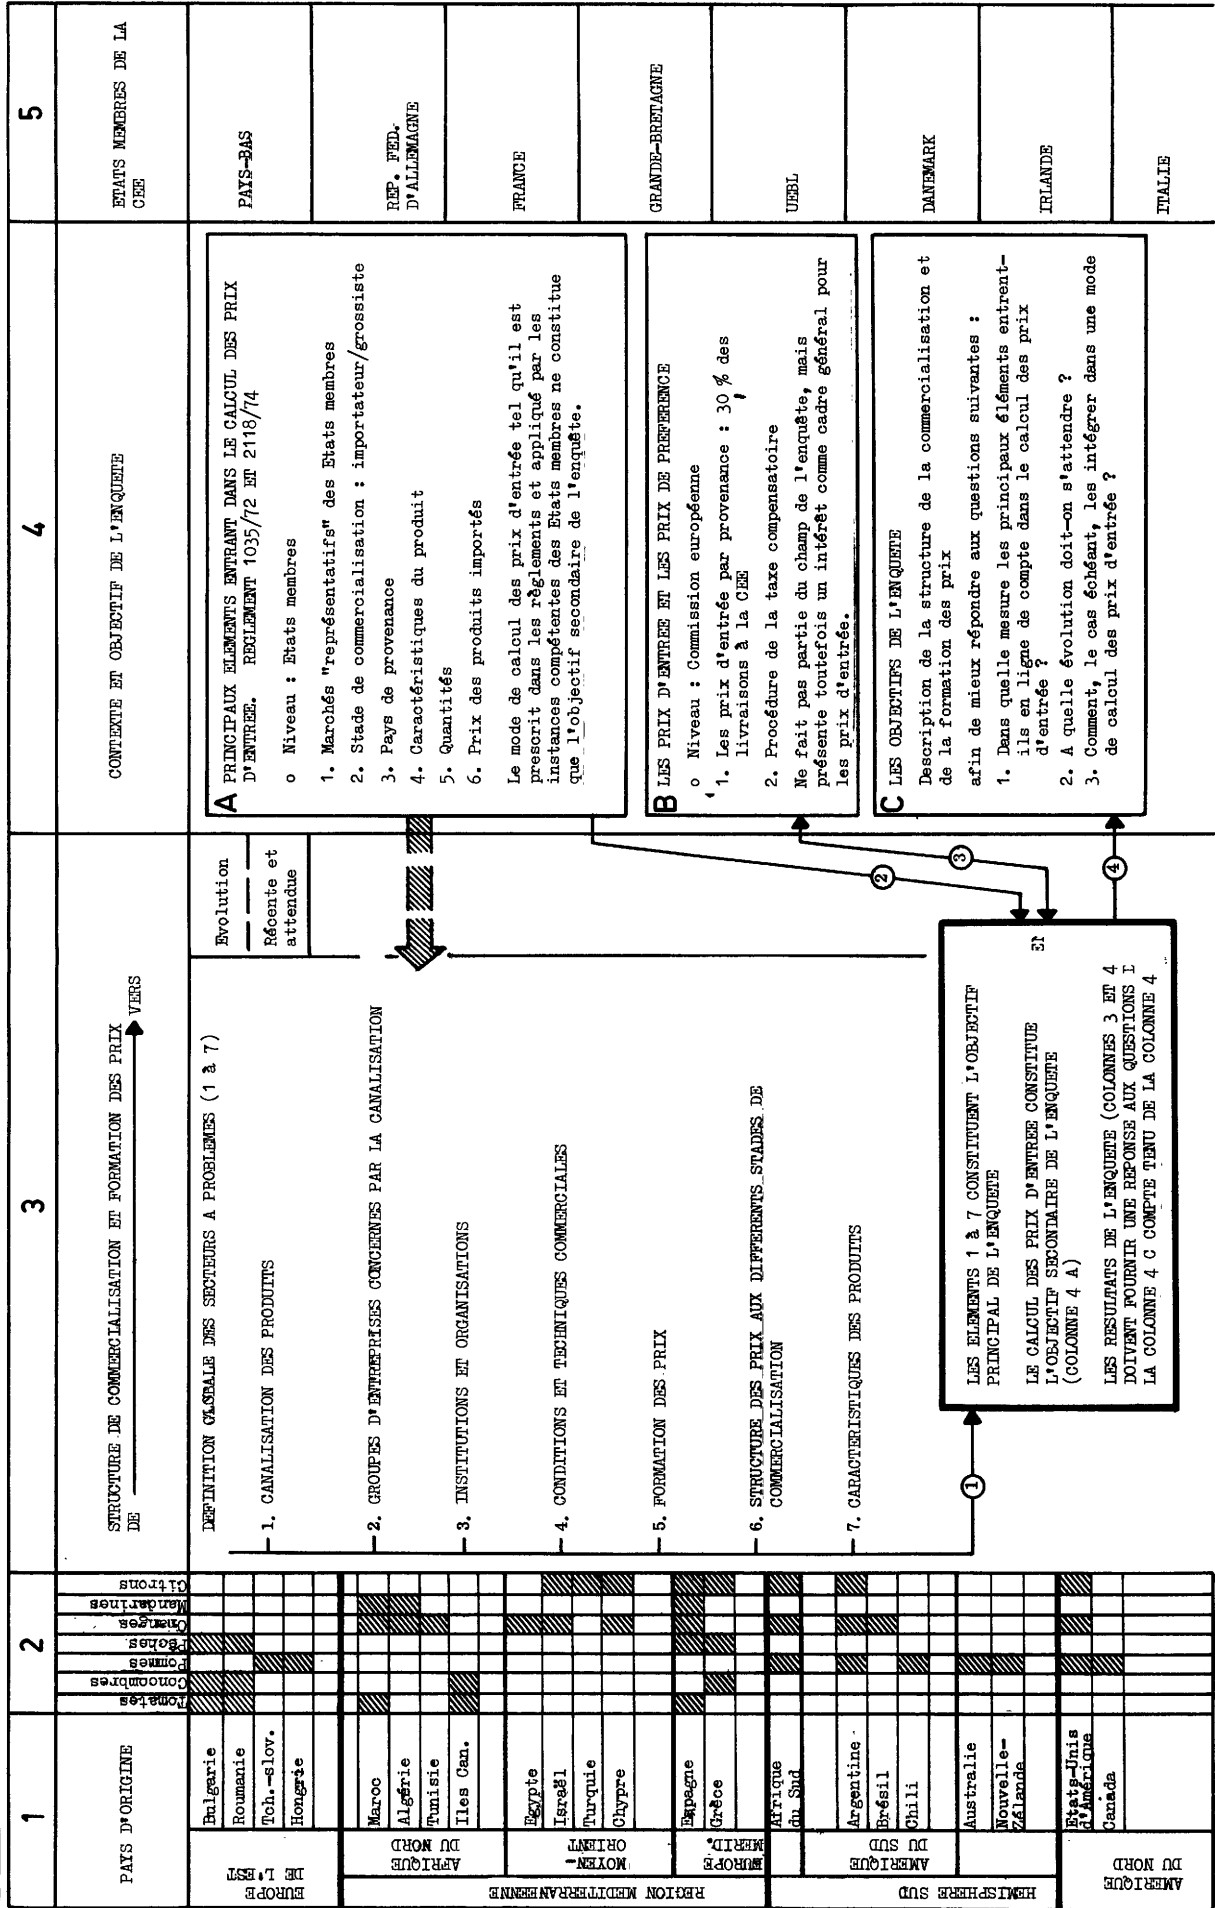 1
2
3
4
5
PAYS D'ORIGINE
Tomates
Concombres
Pommes
Pêches
Oranges
Mandarines
Citrons
STRUCTURE DE COMMERCIALISATION ET FORMATION DES PRIX
DE VERS
CONTEXTE ET OBJECTIF DE L'ENQUETE
ETATS MEMBRES DE LA
CEE
EUROPE
DE L'EST
Bulgarie
Roumanie
Tch.-slov.
Hongrie
REGION MEDITERRANEENNE
AFRIQUE
DU NORD
Maroc
Algérie
Tunisie
Iles Can.
MOYEN-
ORIENT
Egypte
Israël
Turquie
Chypre
EUROPE
MERID.
Espagne
Grèce
HEMISPHERE SUD
Afrique
du Sud
AMERIQUE
DU SUD
Argentine
Brésil
Chili
Australie
Nouvelle-
Zélande
AMERIQUE
DU NORD
Etats-Unis
d'Amérique
Canada
DEFINITION GLOBALE DES SECTEURS A PROBLEMES (1 à 7)
Evolution
Récente et
attendue
1. CANALISATION DES PRODUITS
2. GROUPES D'ENTREPRISES CONCERNES PAR LA CANALISATION
3. INSTITUTIONS ET ORGANISATIONS
4. CONDITIONS ET TECHNIQUES COMMERCIALES
5. FORMATION DES PRIX
6. STRUCTURE DES PRIX AUX DIFFERENTS STADES DE
COMMERCIALISATION
7. CARACTERISTIQUES DES PRODUITS
1
2
3
4
LES ELEMENTS 1 à 7 CONSTITUENT L'OBJECTIF
PRINCIPAL DE L'ENQUETE
LE CALCUL DES PRIX D'ENTREE CONSTITUE
L'OBJECTIF SECONDAIRE DE L'ENQUETE
(COLONNE 4 A)
LES RESULTATS DE L'ENQUETE (COLONNES 3 ET 4
DOIVENT FOURNIR UNE REPONSE AUX QUESTIONS D
LA COLONNE 4 C COMPTE TENU DE LA COLONNE 4
A PRINCIPAUX ELEMENTS ENTRANT DANS LE CALCUL DES PRIX
D'ENTREE. REGLEMENT 1035/72 ET 2118/74
o Niveau : Etats membres
1. Marchés "représentatifs" des Etats membres
2. Stade de commercialisation : importateur/grossiste
3. Pays de provenance
4. Caractéristiques du produit
5. Quantités
6. Prix des produits importés
Le mode de calcul des prix d'entrée tel qu'il est
prescrit dans les règlements et appliqué par les
instances compétentes des Etats membres ne constitue
que l'objectif secondaire de l'enquête.
B LES PRIX D'ENTREE ET LES PRIX DE PREFERENCE
o Niveau : Commission européenne
1. Les prix d'entrée par provenance : 30 % des
livraisons à la CEE
2. Procédure de la taxe compensatoire
Ne fait pas partie du champ de l'enquête, mais
présente toutefois un intérêt comme cadre général pour
les prix d'entrée.
C LES OBJECTIFS DE L'ENQUETE
Description de la structure de la commercialisation et
de la formation des prix
afin de mieux répondre aux questions suivantes :
1. Dans quelle mesure les principaux éléments entrent-
ils en ligne de compte dans le calcul des prix
d'entrée ?
2. A quelle évolution doit-on s'attendre ?
3. Comment, le cas échéant, les intégrer dans une mode
de calcul des prix d'entrée ?
PAYS-BAS
REP. FED.
D'ALLEMAGNE
FRANCE
GRANDE-BRETAGNE
UEBL
DANEMARK
IRLANDE
ITALIE